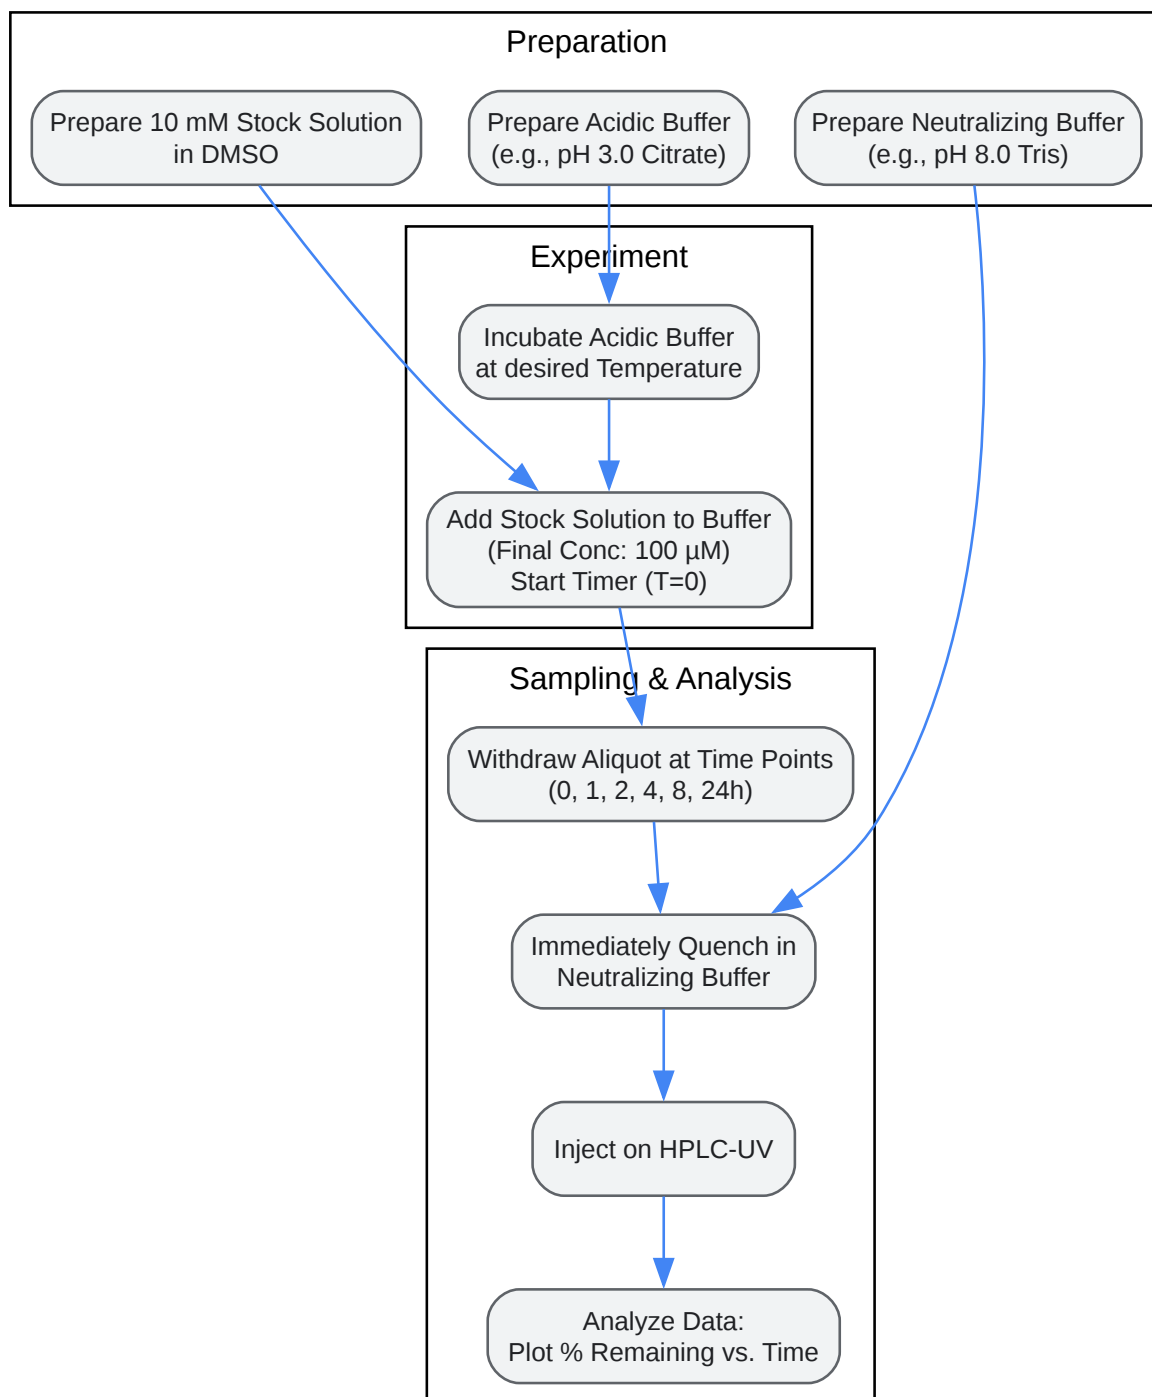 Preparation
Prepare 10 mM Stock Solution
in DMSO
Prepare Acidic Buffer
(e.g., pH 3.0 Citrate)
Prepare Neutralizing Buffer
(e.g., pH 8.0 Tris)
Experiment
Incubate Acidic Buffer
at desired Temperature
Add Stock Solution to Buffer
(Final Conc: 100 µM)
Start Timer (T=0)
Sampling & Analysis
Withdraw Aliquot at Time Points
(0, 1, 2, 4, 8, 24h)
Immediately Quench in
Neutralizing Buffer
Inject on HPLC-UV
Analyze Data:
Plot % Remaining vs. Time